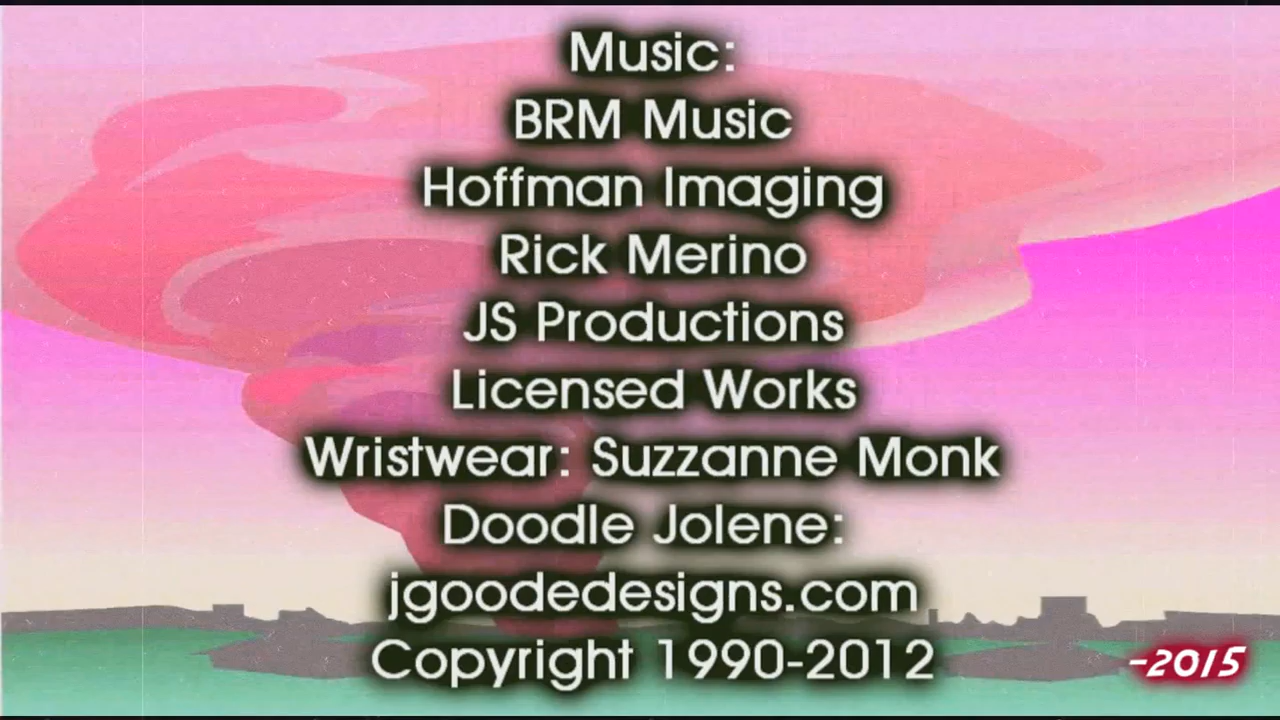 Music:
BRM Music
Hoffman Imaging
Rick Merino
JS Productions
Licensed Works
Wristwear: Suzzanne Monk
Doodle Jolene:
jgoodedesigns.com
Copyright 1990-2012
-2015